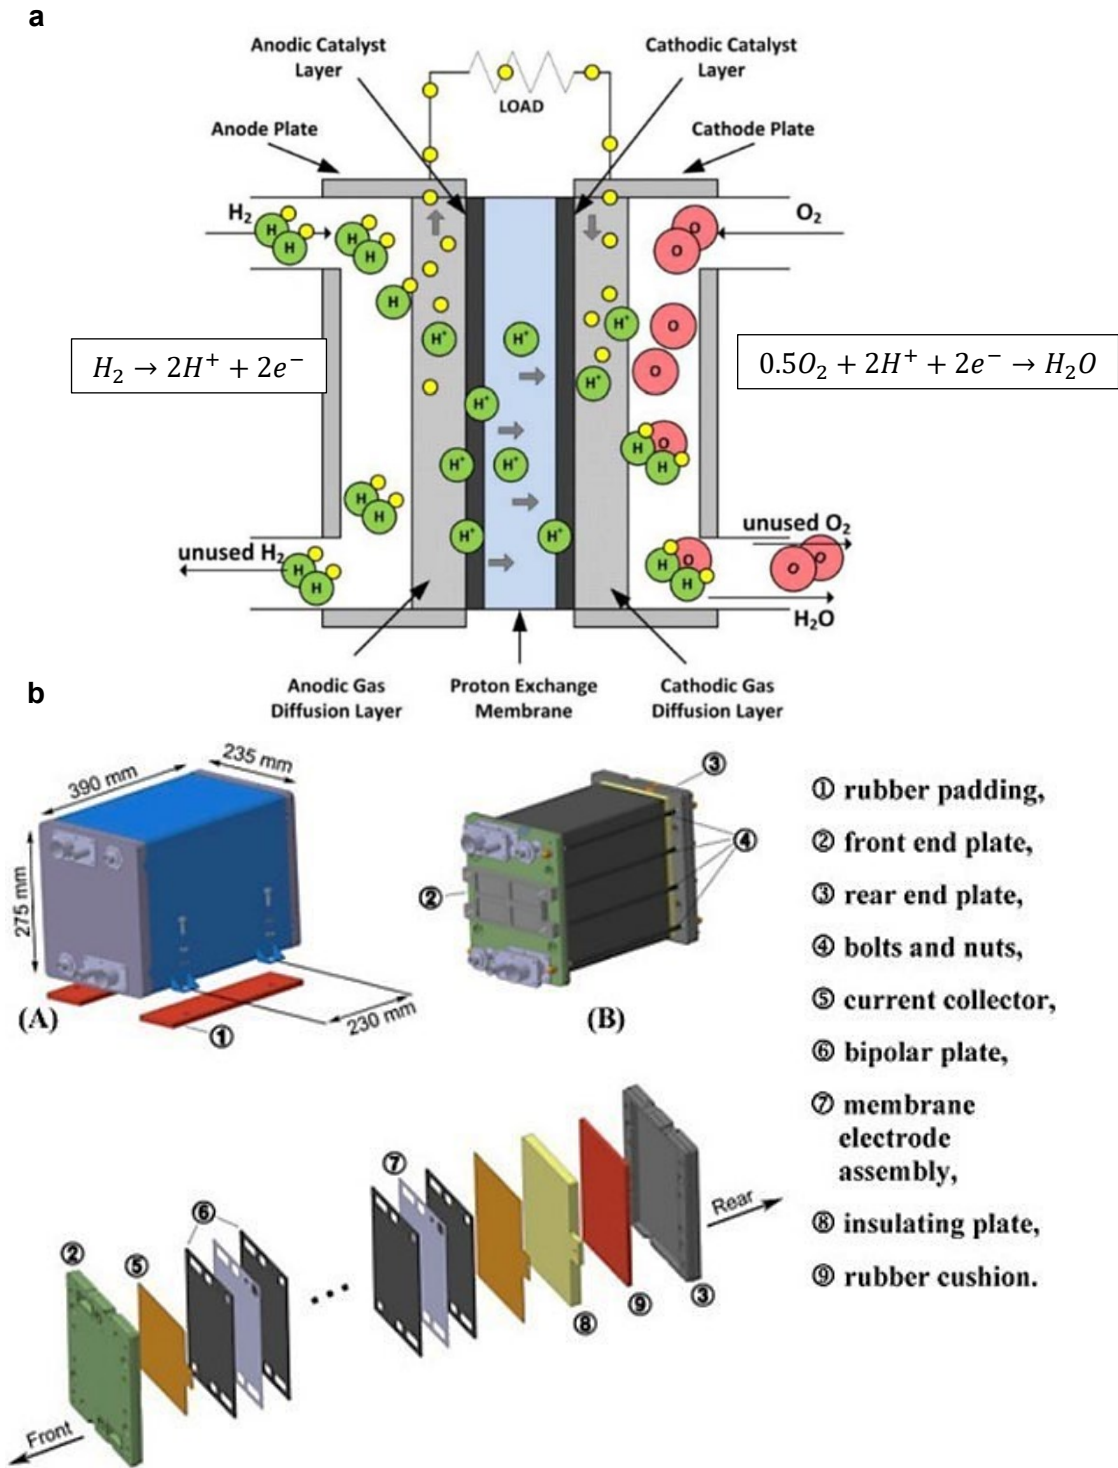 a
Anodic Catalyst
Layer
Cathodic Catalyst
Layer
LOAD
Anode Plate
Cathode Plate
H₂
O₂
H
H
H
H
O
O
H
H⁺
H⁺
H⁺
O
O
H₂ → 2H⁺ + 2e⁻
0.5O₂ + 2H⁺ + 2e⁻ → H₂O
H⁺
H⁺
H
O
H
H⁺
H⁺
H
H
H⁺
H⁺
unused H₂
unused O₂
H
H
H
O
H
O
O
H₂O
Anodic Gas
Diffusion Layer
Proton Exchange
Membrane
Cathodic Gas
Diffusion Layer
b
390 mm
235 mm
275 mm
230 mm
(A)
①
③
④
②
(B)
① rubber padding,
② front end plate,
③ rear end plate,
④ bolts and nuts,
⑤ current collector,
⑥ bipolar plate,
⑦ membrane
electrode
assembly,
⑧ insulating plate,
⑨ rubber cushion.
②
⑤
⑥
⑦
⑧
⑨
③
Rear
Front